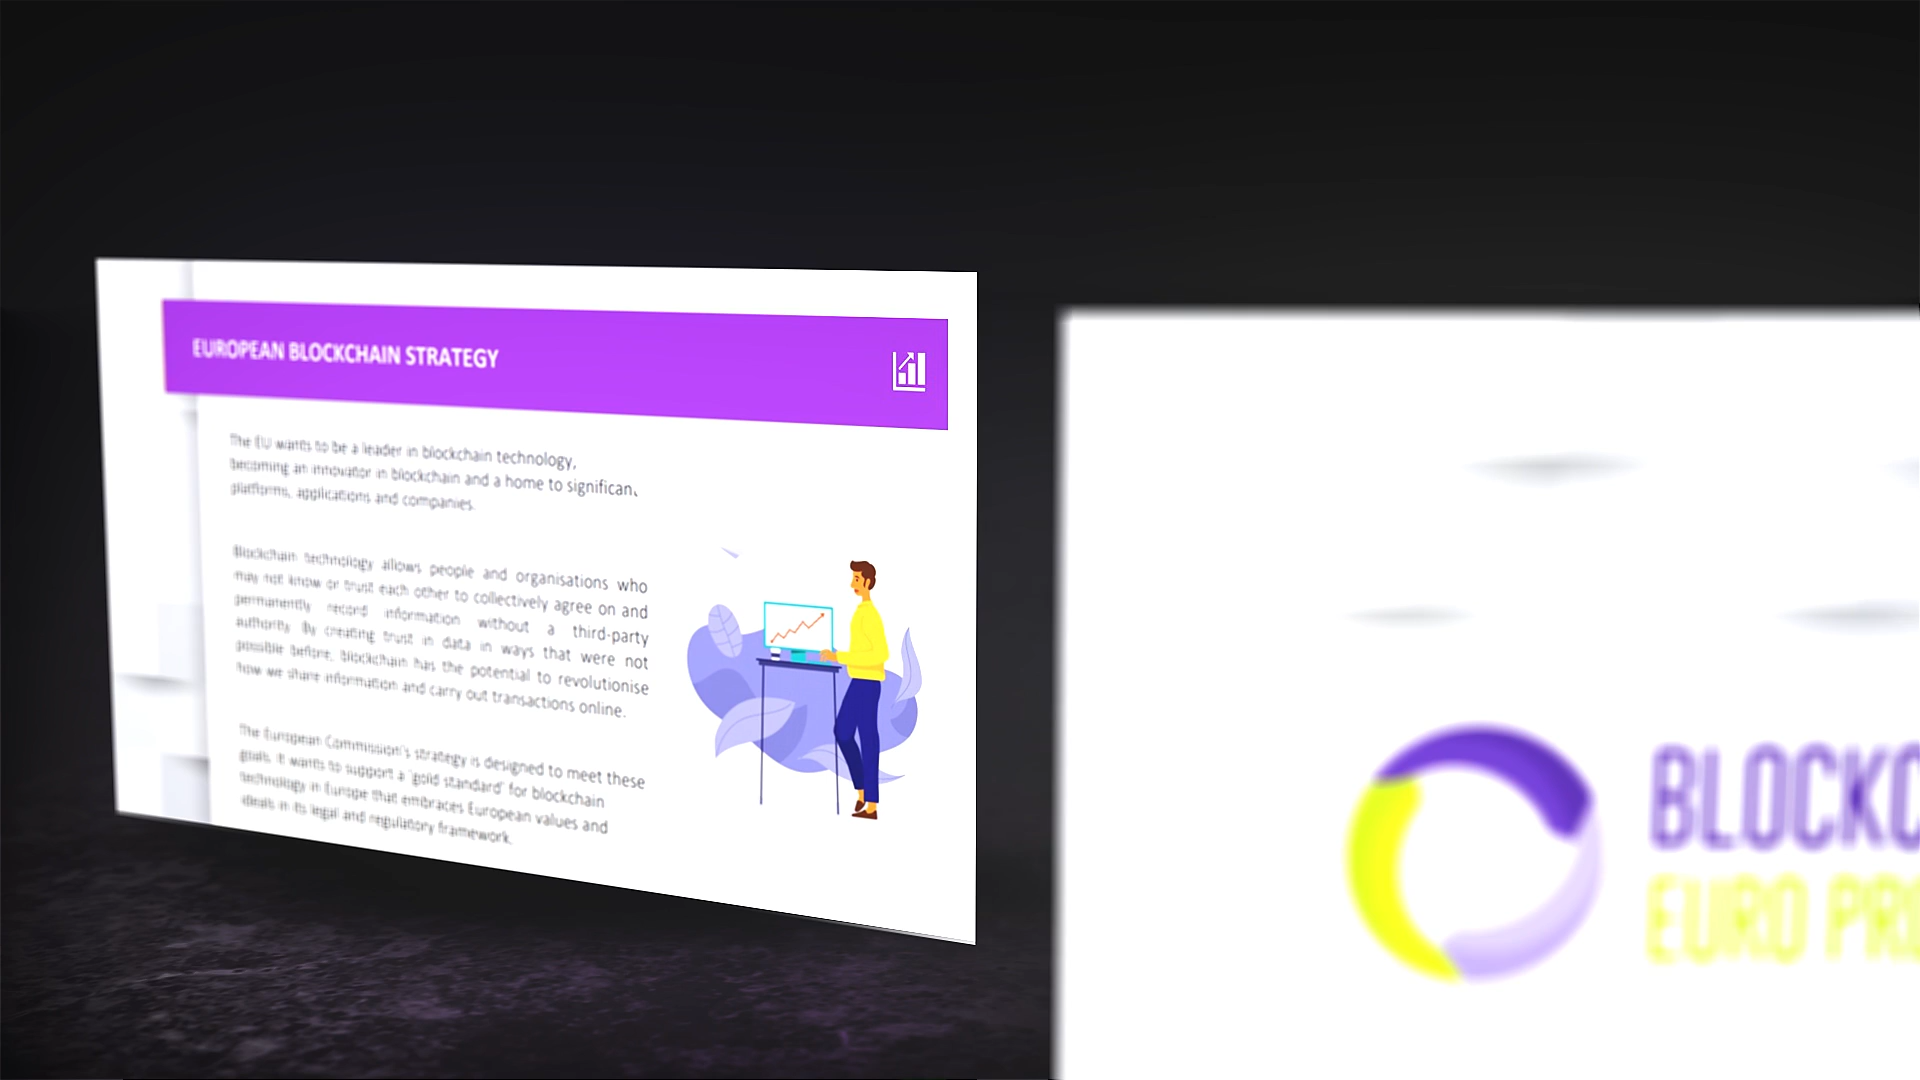 EUROPEAN BLOCKCHAIN STRATEGY
The EU wants to be a leader in blockchain technology,
becoming an innovator in blockchain and a home to significan
platforms, applications and companies.
Blockchain technology allows people and organisations who
may not know or trust each other to collectively agree on and
permanently record information without a third-party
authority. By creating trust in data in ways that were not
possible before, blockchain has the potential to revolutionise
how we share information and carry out transactions online.
The European Commission's strategy is designed to meet these
goals. It wants to support a 'gold standard' for blockchain
technology in Europe that embraces European values and
ideals in its legal and regulatory framework.
BLOCKC
EURO PRO